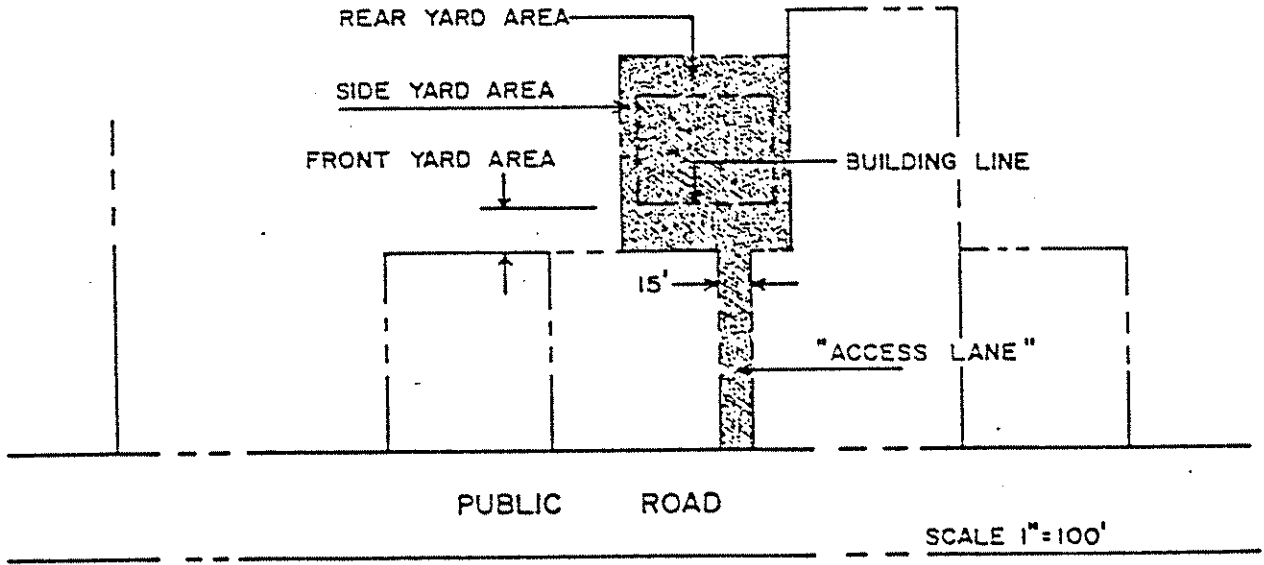 REAR YARD AREA
SIDE YARD AREA
FRONT YARD AREA
BUILDING LINE
15'
"ACCESS LANE"
PUBLIC ROAD
SCALE 1"=100'